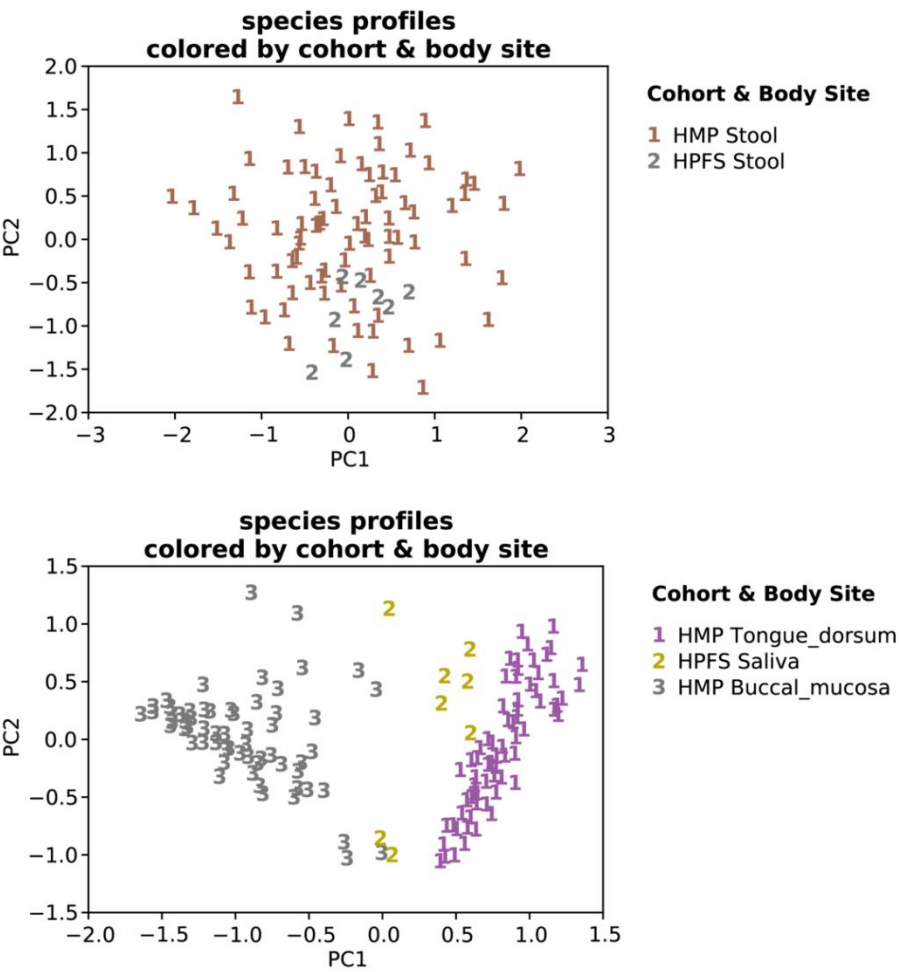 species profiles
colored by cohort & body site
2.0
1.5
1.0
0.5
0.0
−0.5
−1.0
−1.5
−2.0
PC2
−3 −2 −1 0 1 2 3
PC1
Cohort & Body Site
1 HMP Stool
2 HPFS Stool
species profiles
colored by cohort & body site
1.5
1.0
0.5
0.0
−0.5
−1.0
−1.5
PC2
−2.0 −1.5 −1.0 −0.5 0.0 0.5 1.0 1.5
PC1
Cohort & Body Site
1 HMP Tongue_dorsum
2 HPFS Saliva
3 HMP Buccal_mucosa